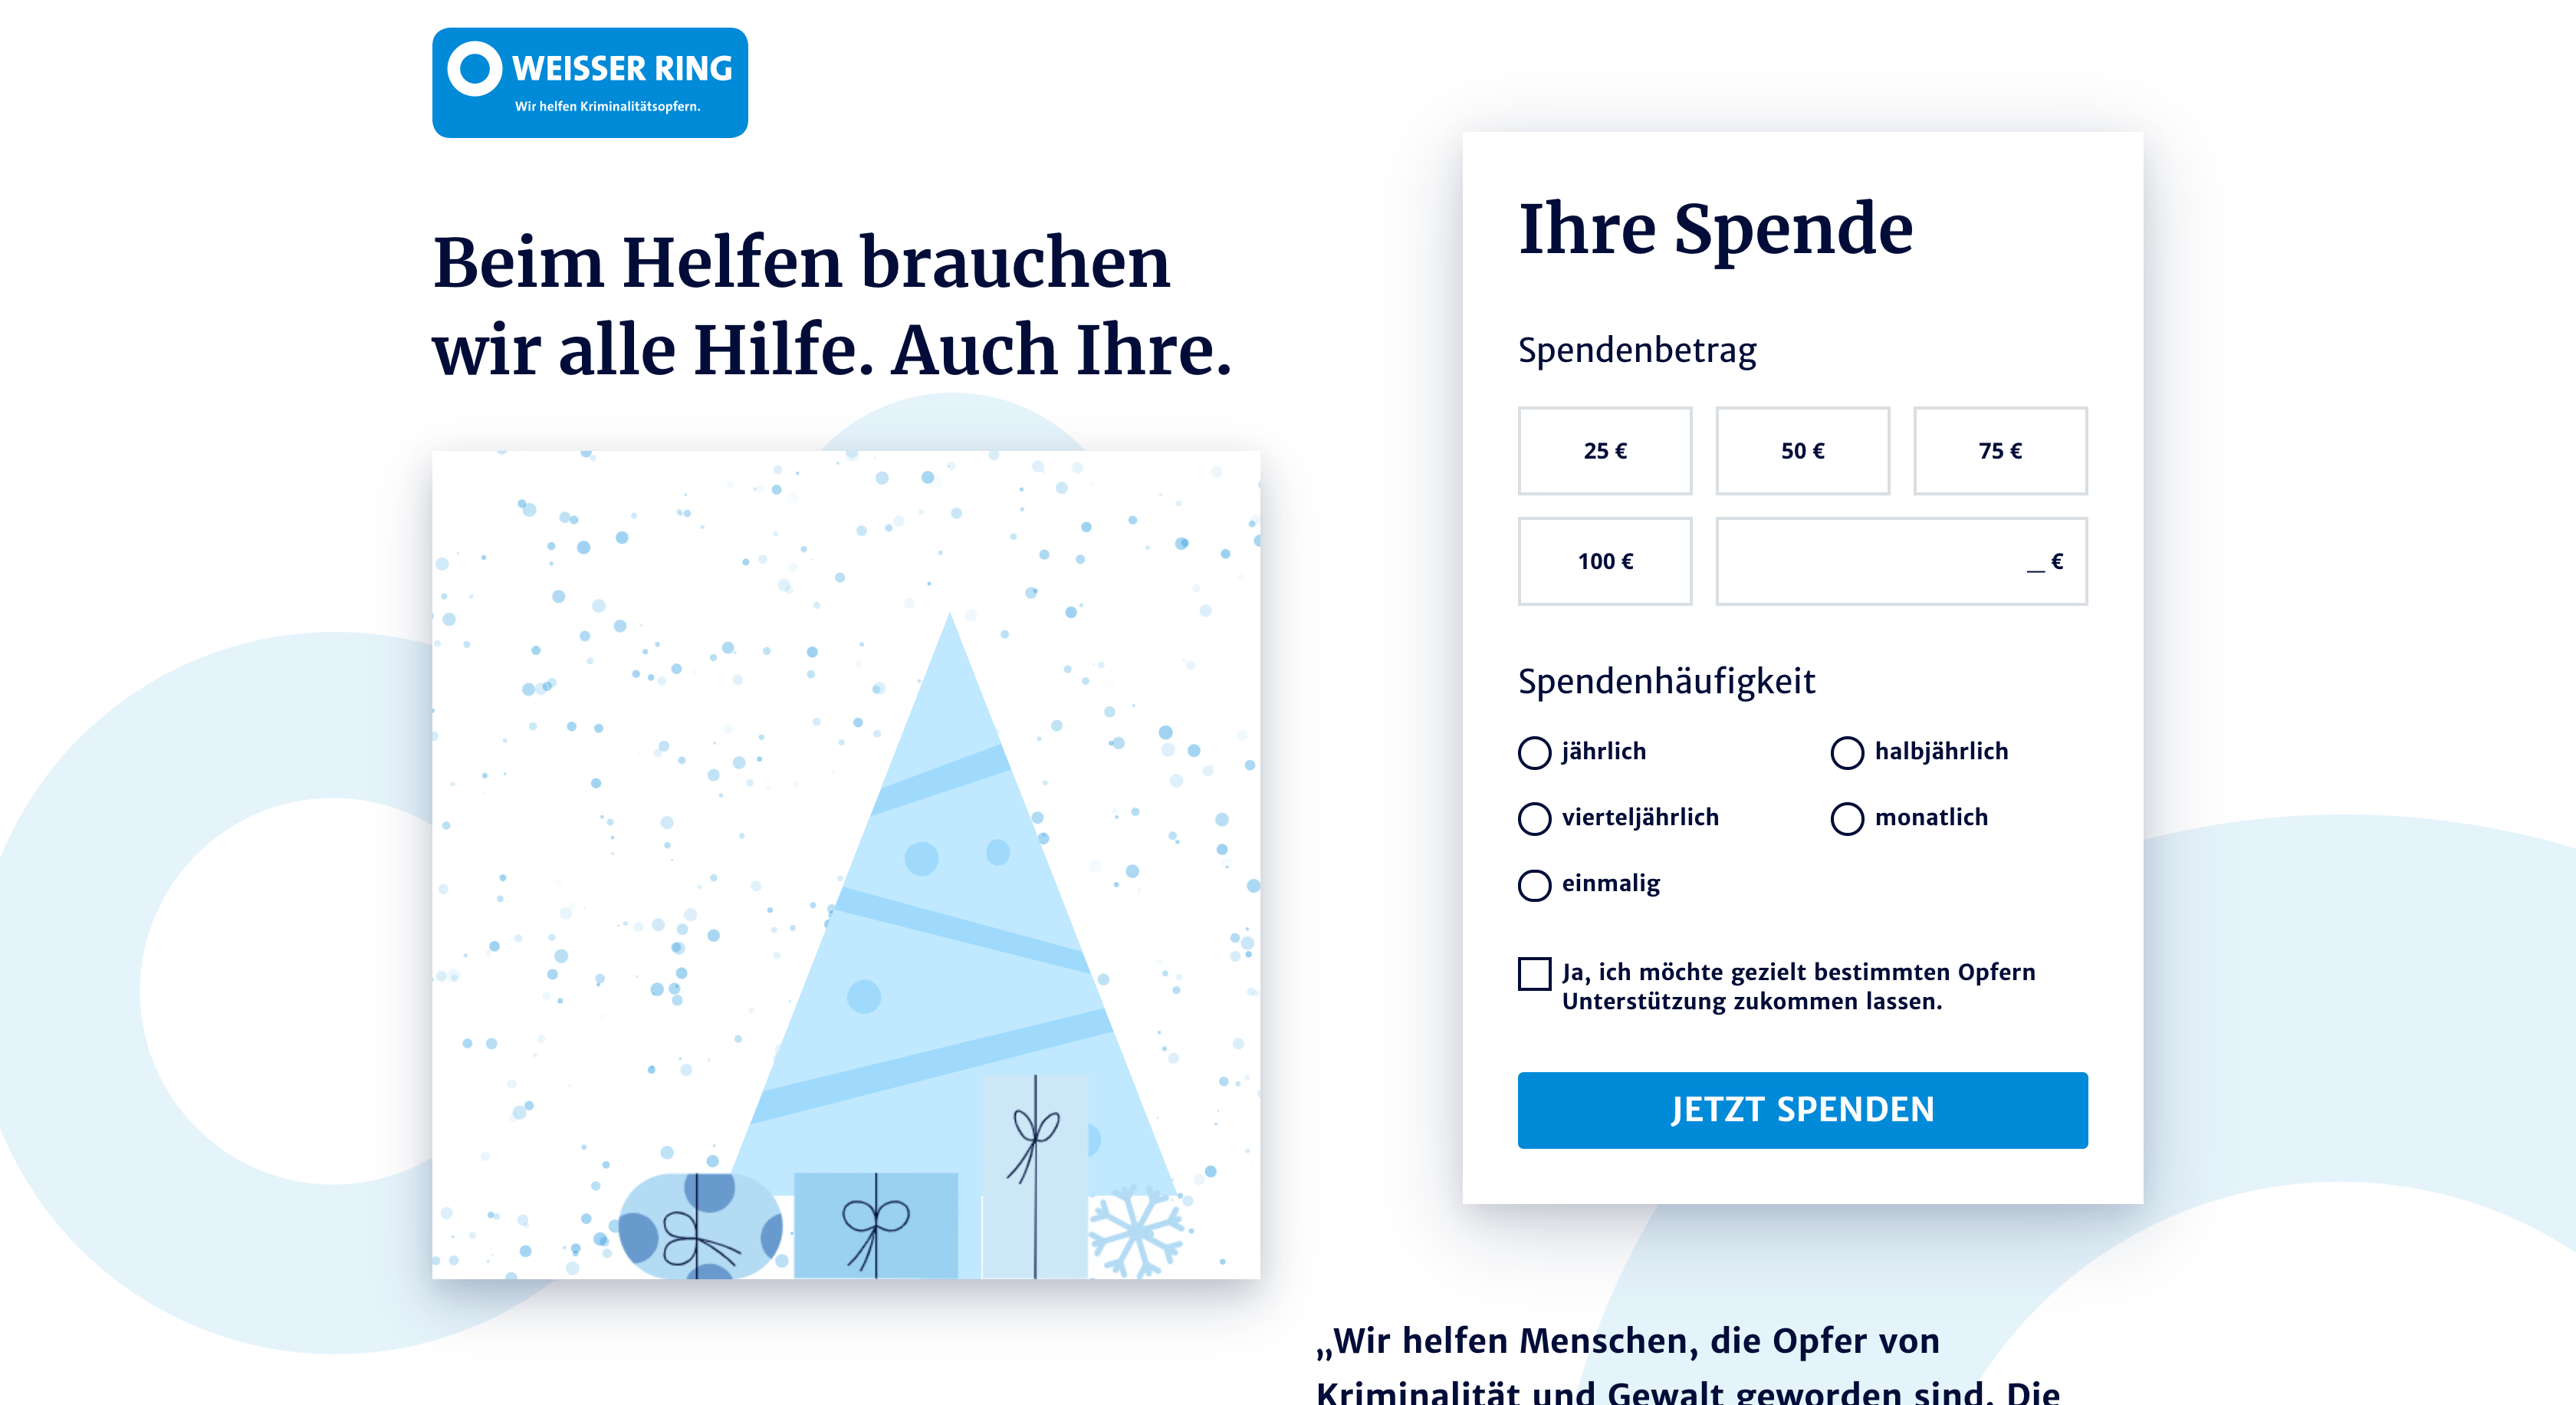 WEISSER RING
Wir helfen Kriminalitätsopfern.
Beim Helfen brauchen
wir alle Hilfe. Auch Ihre.
Ihre Spende
Spendenbetrag
25 €
50 €
75 €
100 €
__ €
Spendenhäufigkeit
jährlich
halbjährlich
vierteljährlich
monatlich
einmalig
Ja, ich möchte gezielt bestimmten Opfern
Unterstützung zukommen lassen.
JETZT SPENDEN
„Wir helfen Menschen, die Opfer von
Kriminalität und Gewalt geworden sind. Die